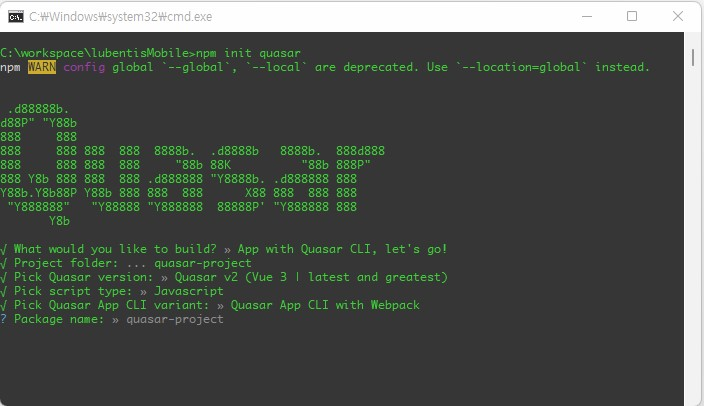 C:₩Windows₩system32₩cmd.exe
C:\workspace\lubentisMobile>npm init quasar
npm WARN config global `--global`, `--local` are deprecated. Use `--location=global` instead.
 .d88888b.
d88P" "Y88b
888     888
888     888 888  888  8888b.  .d8888b   8888b.  888d888
888     888 888  888     "88b 88K          "88b 888P"
888 Y8b 888 888  888 .d888888 "Y8888b. .d888888 888
Y88b.Y8b88P Y88b 888 888  888      X88 888  888 888
 "Y888888"   "Y88888 "Y888888  88888P' "Y888888 888
       Y8b
√ What would you like to build? » App with Quasar CLI, let's go!
√ Project folder: ... quasar-project
√ Pick Quasar version: » Quasar v2 (Vue 3 | latest and greatest)
√ Pick script type: » Javascript
√ Pick Quasar App CLI variant: » Quasar App CLI with Webpack
? Package name: » quasar-project